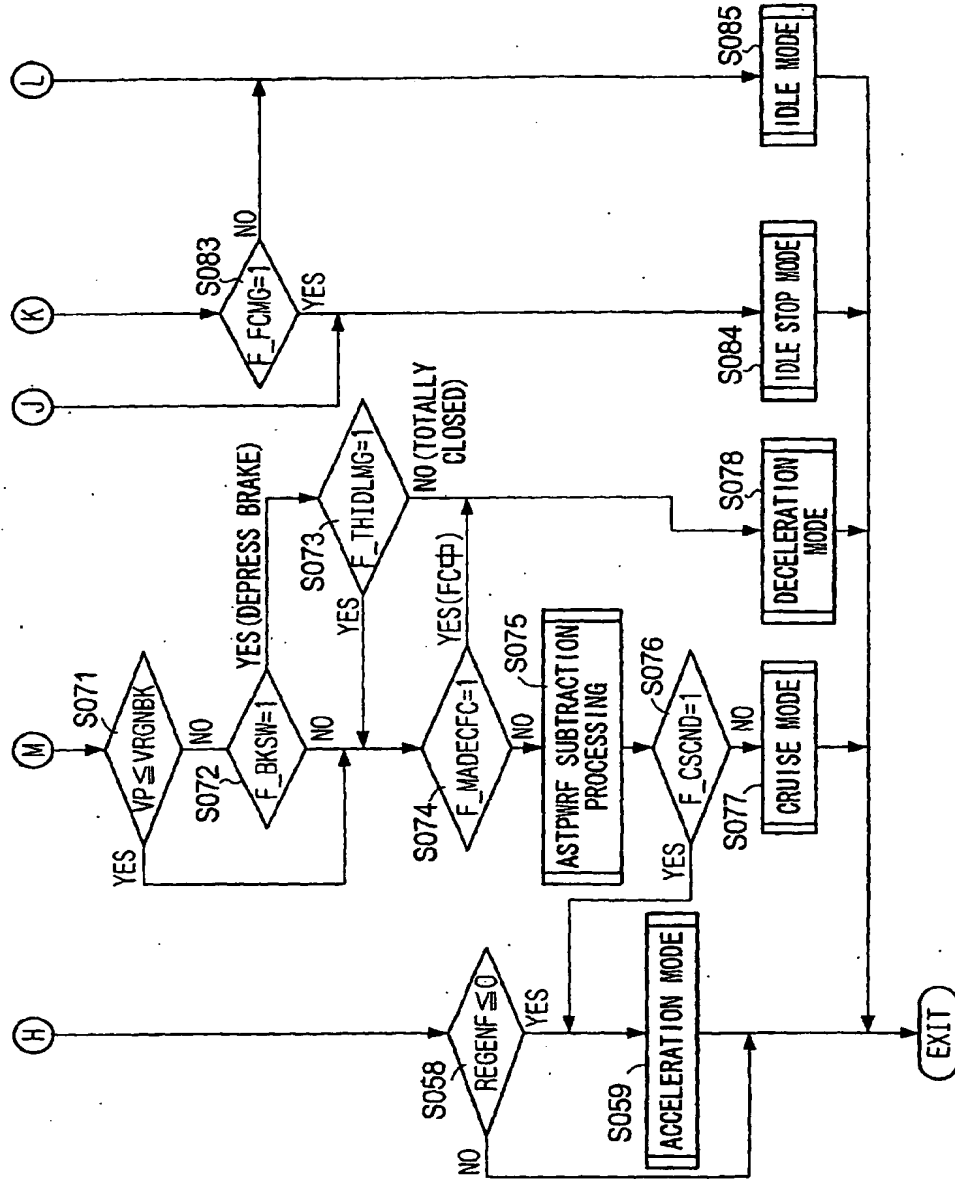 H
M
J
K
L
S071
VP≦VRGNBK
YES
NO
S072
F_BKSW=1
YES(DEPRESS BRAKE)
NO
S073
F_THIDLMG=1
YES
NO(TOTALLY
CLOSED)
S083
F_FCMG=1
NO
YES
S058
REGENF≦0
YES
NO
S074
F_MADECFC=1
YES(FC中)
NO
S075
ASTPWRF SUBTRACTION
PROCESSING
S076
F_CSCND=1
YES
NO
S059
ACCELERATION MODE
S077
CRUISE MODE
S078
DECELERATION
MODE
S084
IDLE STOP MODE
S085
IDLE MODE
EXIT